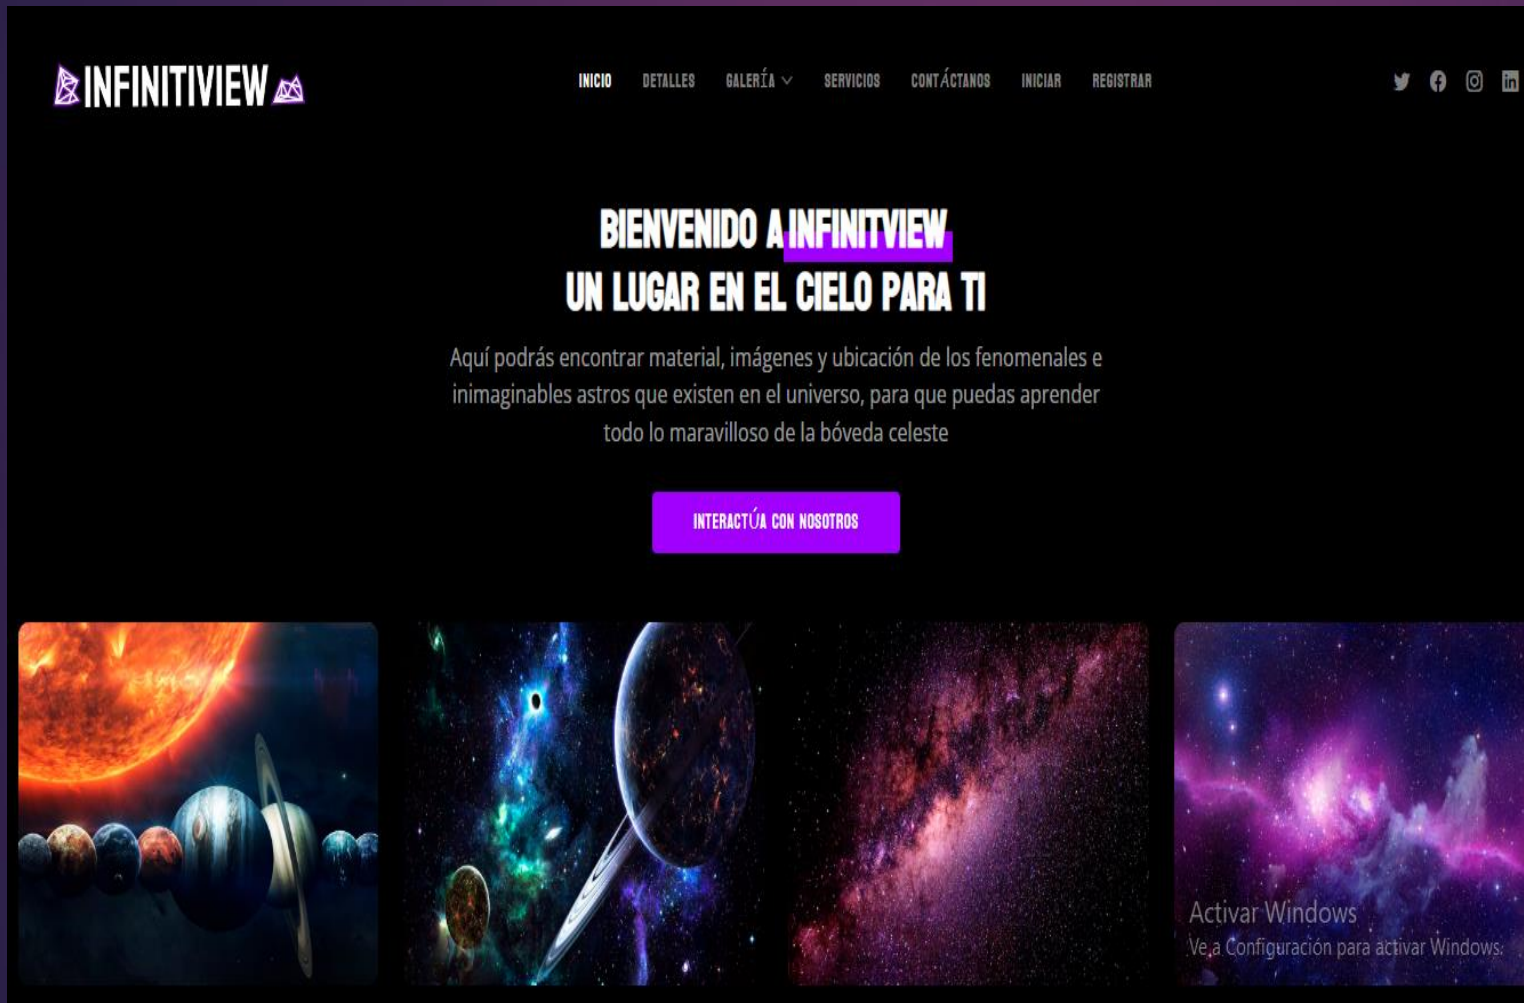 INFINITIVIEW
INICIO DETALLES GALERÍA SERVICIOS CONTÁCTANOS INICIAR REGISTRAR
BIENVENIDO A INFINITVIEW
UN LUGAR EN EL CIELO PARA TI
Aquí podrás encontrar material, imágenes y ubicación de los fenomenales e
inimaginables astros que existen en el universo, para que puedas aprender
todo lo maravilloso de la bóveda celeste
INTERACTÚA CON NOSOTROS
Activar Windows
Ve a Configuración para activar Windows.